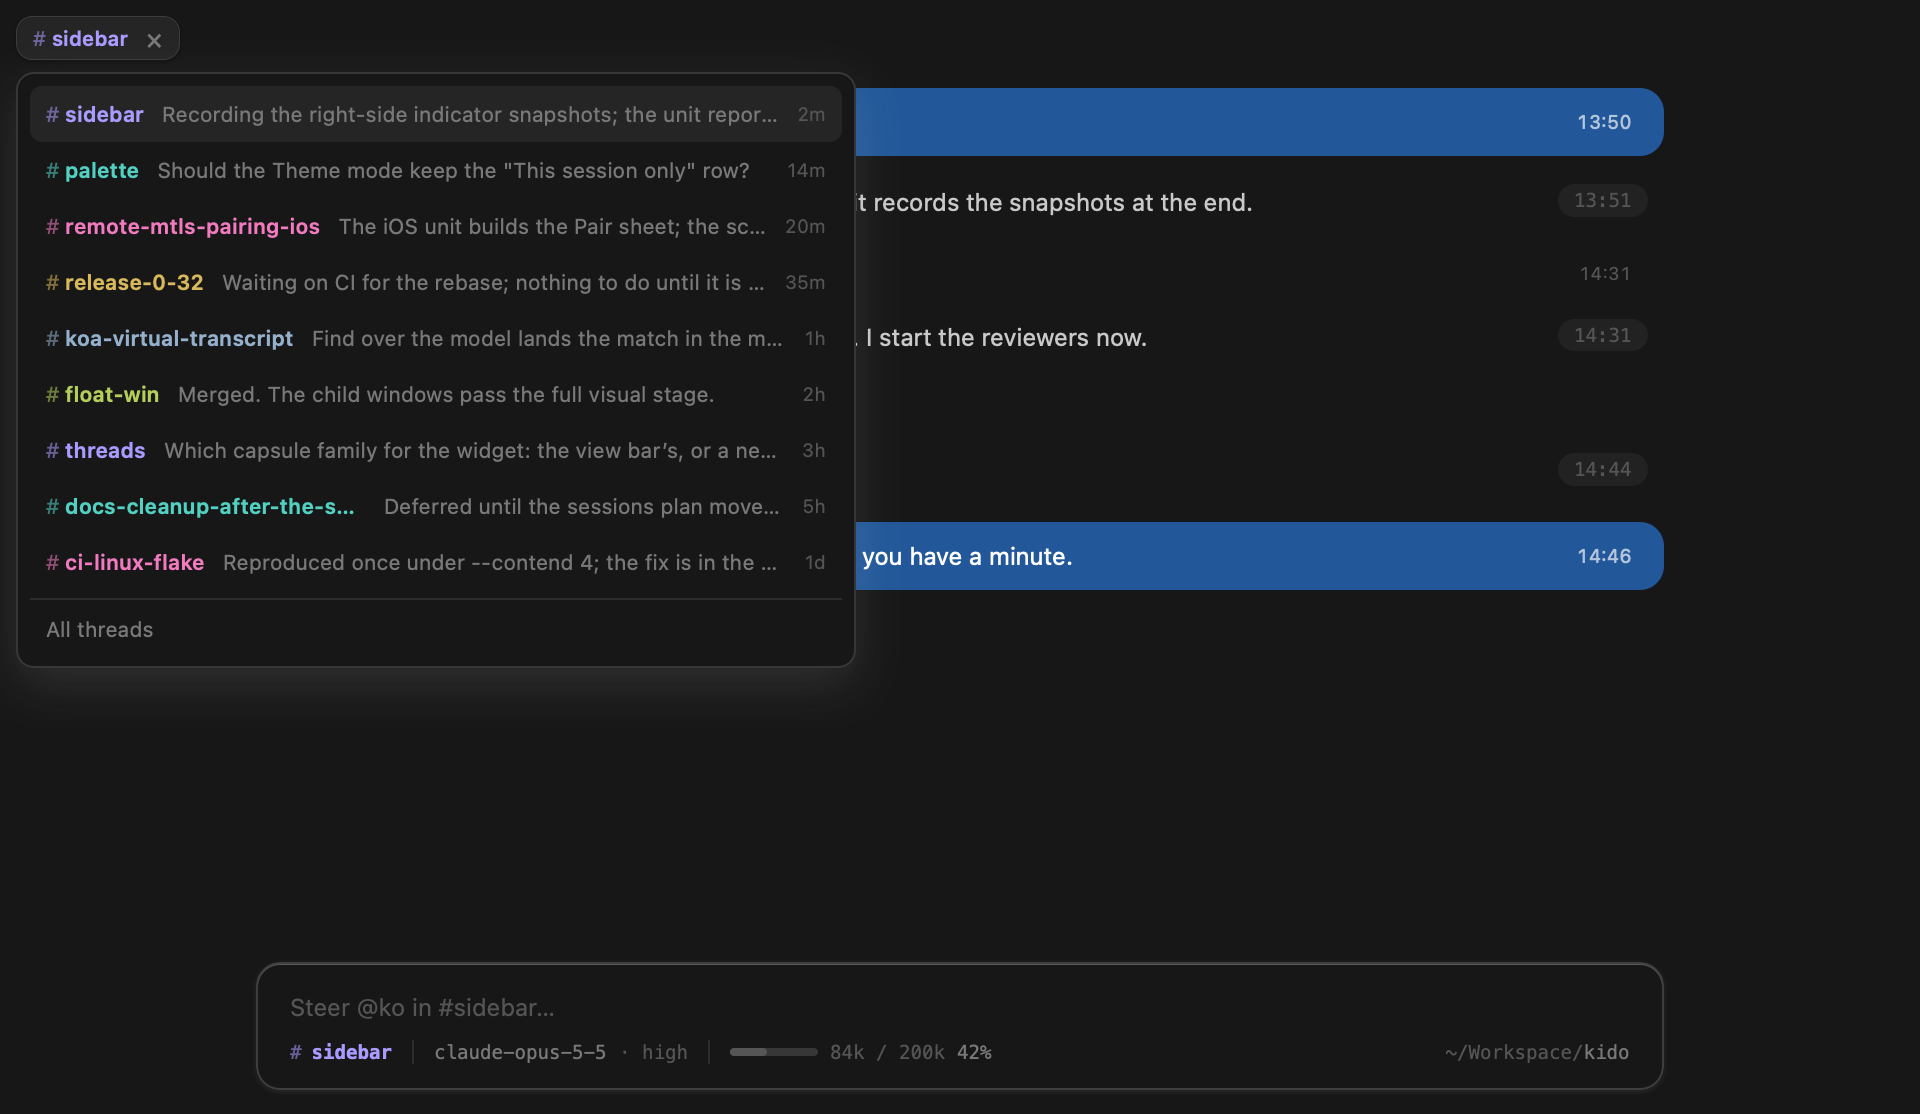 # sidebar ×
# sidebar Recording the right-side indicator snapshots; the unit repor... 2m
# palette Should the Theme mode keep the "This session only" row? 14m
# remote-mtls-pairing-ios The iOS unit builds the Pair sheet; the sc... 20m
# release-0-32 Waiting on CI for the rebase; nothing to do until it is ... 35m
# koa-virtual-transcript Find over the model lands the match in the m... 1h
# float-win Merged. The child windows pass the full visual stage. 2h
# threads Which capsule family for the widget: the view bar’s, or a ne... 3h
# docs-cleanup-after-the-s... Deferred until the sessions plan move... 5h
# ci-linux-flake Reproduced once under --contend 4; the fix is in the ... 1d
All threads
13:50
it records the snapshots at the end. 13:51
14:31
. I start the reviewers now. 14:31
14:44
you have a minute. 14:46
Steer @ko in #sidebar...
# sidebar claude-opus-5-5 · high 84k / 200k 42% ~/Workspace/kido